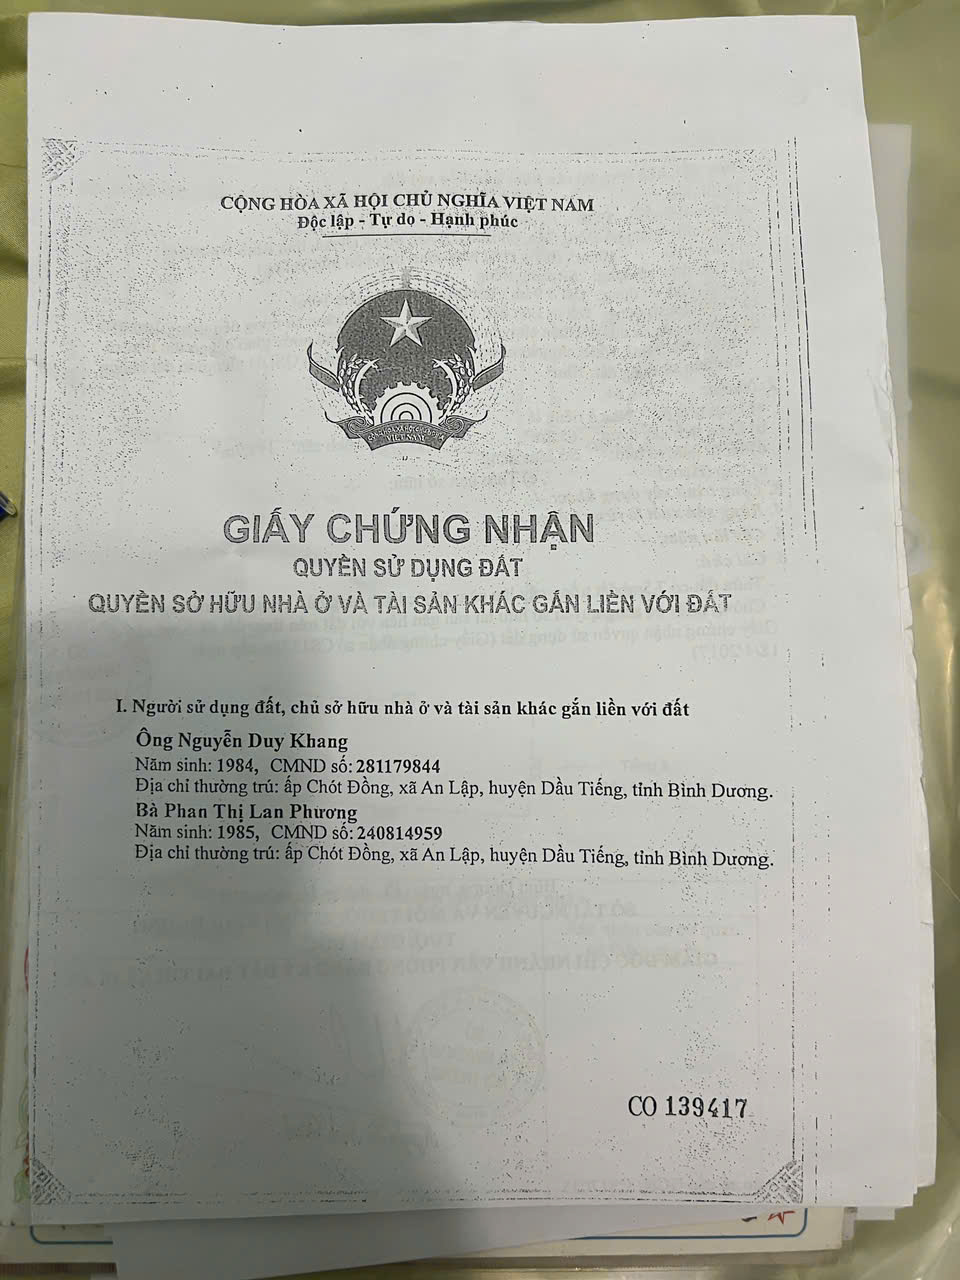 CỘNG HÒA XÃ HỘI CHỦ NGHĨA VIỆT NAM
Độc lập - Tự do - Hạnh phúc
VIỆT NAM
GIẤY CHỨNG NHẬN
QUYỀN SỬ DỤNG ĐẤT
QUYỀN SỞ HỮU NHÀ Ở VÀ TÀI SẢN KHÁC GẮN LIỀN VỚI ĐẤT
I. Người sử dụng đất, chủ sở hữu nhà ở và tài sản khác gắn liền với đất
Ông Nguyễn Duy Khang
Năm sinh: 1984, CMND số: 281179844
Địa chỉ thường trú: ấp Chót Đồng, xã An Lập, huyện Dầu Tiếng, tỉnh Bình Dương.
Bà Phan Thị Lan Phương
Năm sinh: 1985, CMND số: 240814959
Địa chỉ thường trú: ấp Chót Đồng, xã An Lập, huyện Dầu Tiếng, tỉnh Bình Dương.
CO 139417